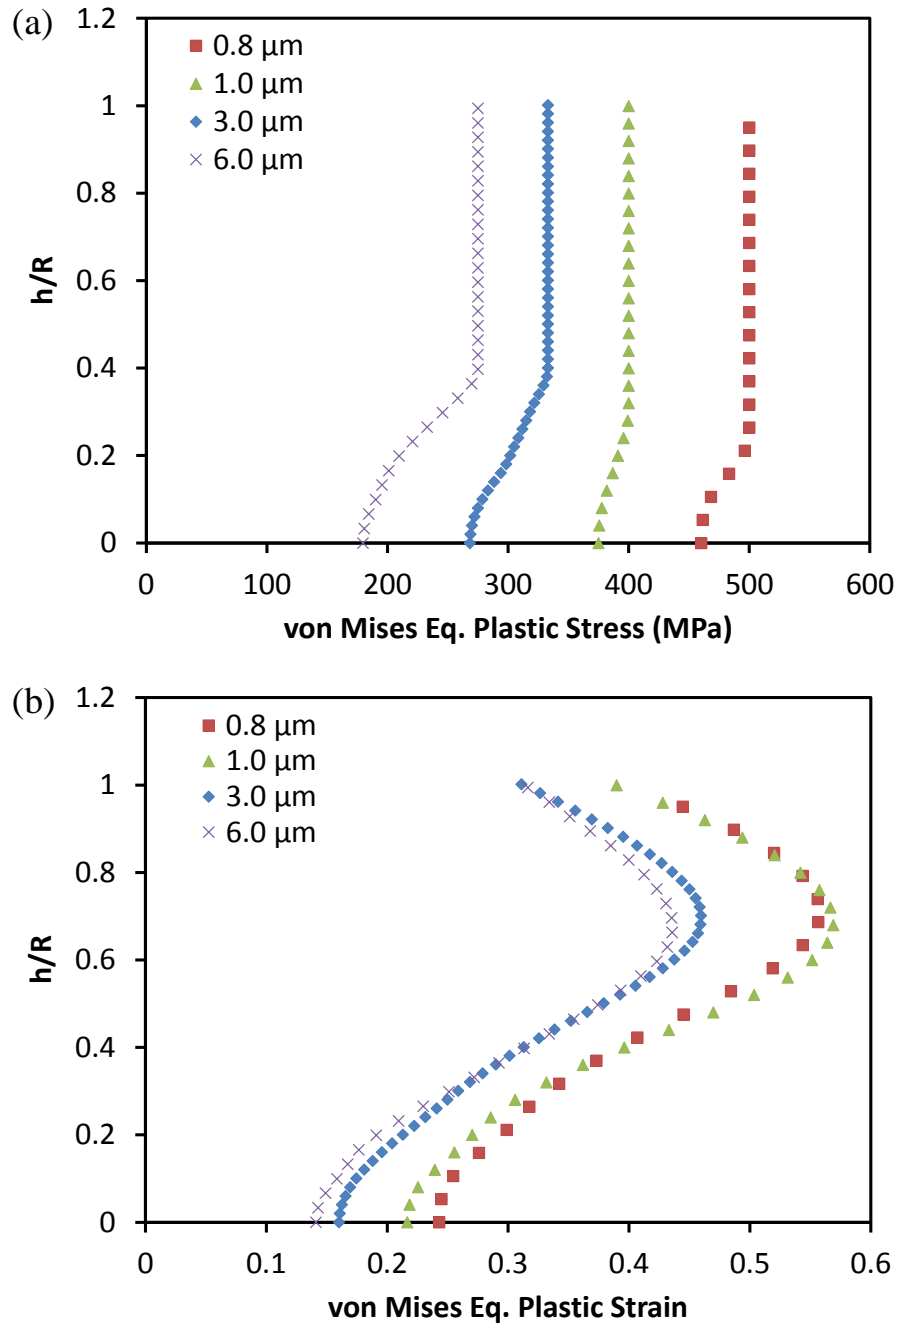 (a)
1.2
1
0.8
0.6
0.4
0.2
0
h/R
0.8 µm
1.0 µm
3.0 µm
6.0 µm
0 100 200 300 400 500 600
von Mises Eq. Plastic Stress (MPa)
(b)
1.2
1
0.8
0.6
0.4
0.2
0
h/R
0.8 µm
1.0 µm
3.0 µm
6.0 µm
0 0.1 0.2 0.3 0.4 0.5 0.6
von Mises Eq. Plastic Strain